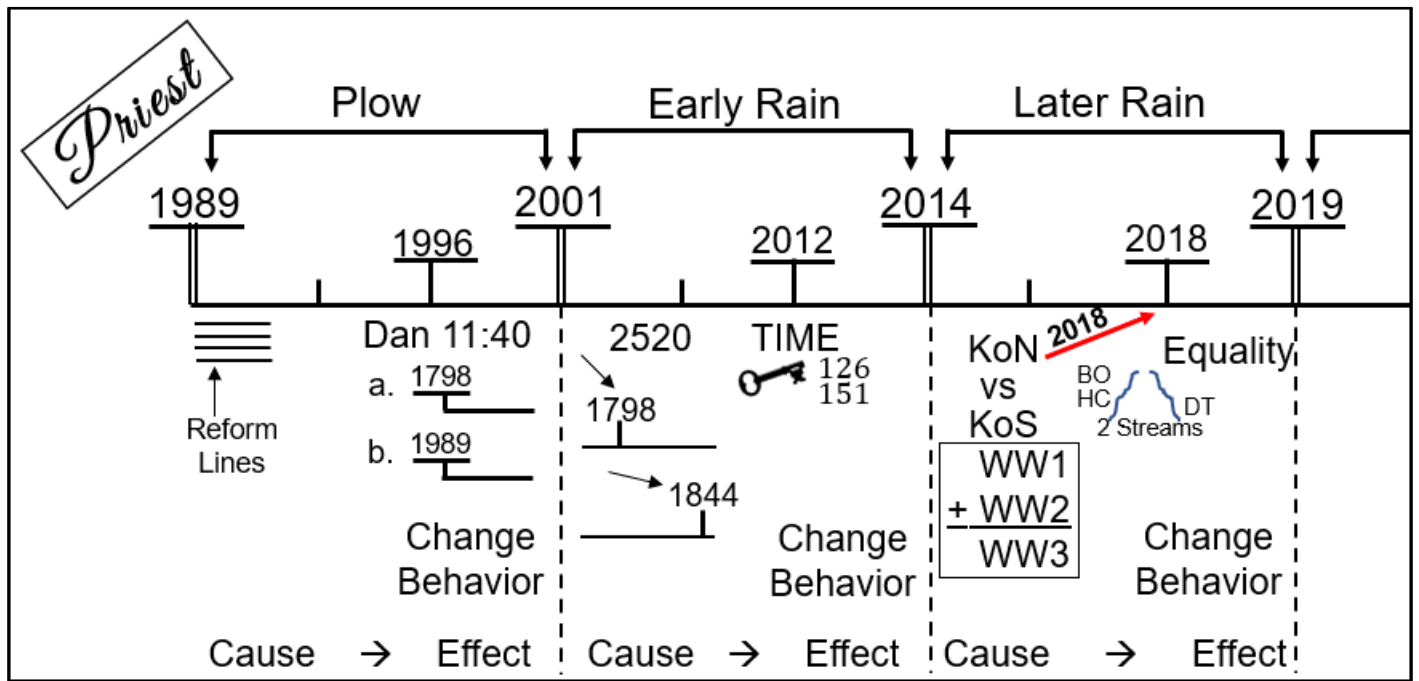 Priest
Plow
Early Rain
Later Rain
1989
2001
2014
2019
1996
2012
2018
Reform
Lines
Dan 11:40
a. 1798
b. 1989
Change
Behavior
2520
1798
1844
TIME
126
151
Change
Behavior
KoN
vs
KoS
2018
WW1
+ WW2
WW3
Equality
BO
HC
DT
2 Streams
Change
Behavior
Cause → Effect
Cause → Effect
Cause → Effect